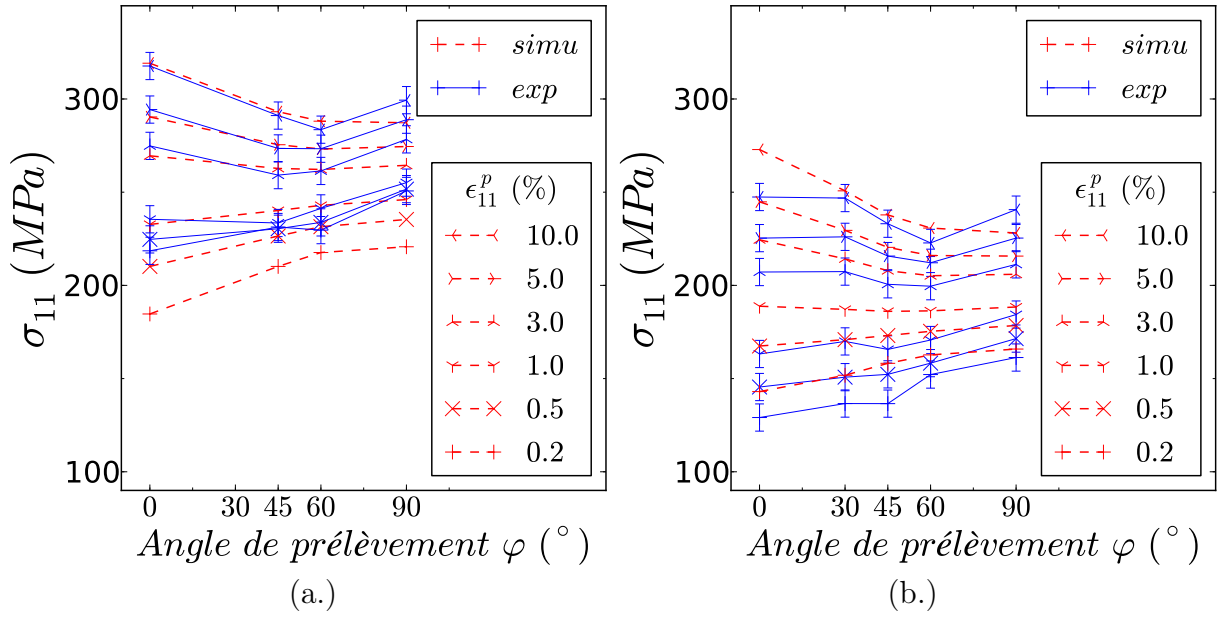 simu
exp
300
200
100
σ11 (MPa)
ϵ^p_11 (%)
10.0
5.0
3.0
1.0
0.5
0.2
0 30 45 60 90
Angle de prélèvement φ (°)
(a.)
simu
exp
300
200
100
σ11 (MPa)
ϵ^p_11 (%)
10.0
5.0
3.0
1.0
0.5
0.2
0 30 45 60 90
Angle de prélèvement φ (°)
(b.)